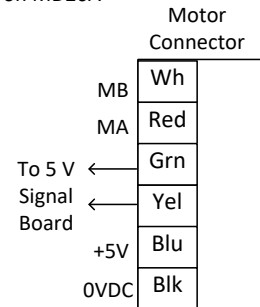 Motor
Connector
MB Wh
MA Red
To 5 V Grn
Signal Yel
Board
+5V Blu
0VDC Blk